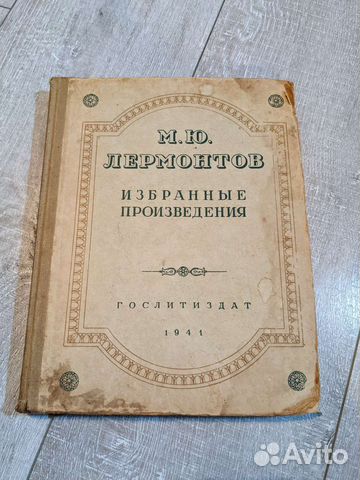 М.Ю.
ЛЕРМОНТОВ
ИЗБРАННЫЕ
ПРОИЗВЕДЕНИЯ
ГОСЛИТИЗДАТ
1941
Avito